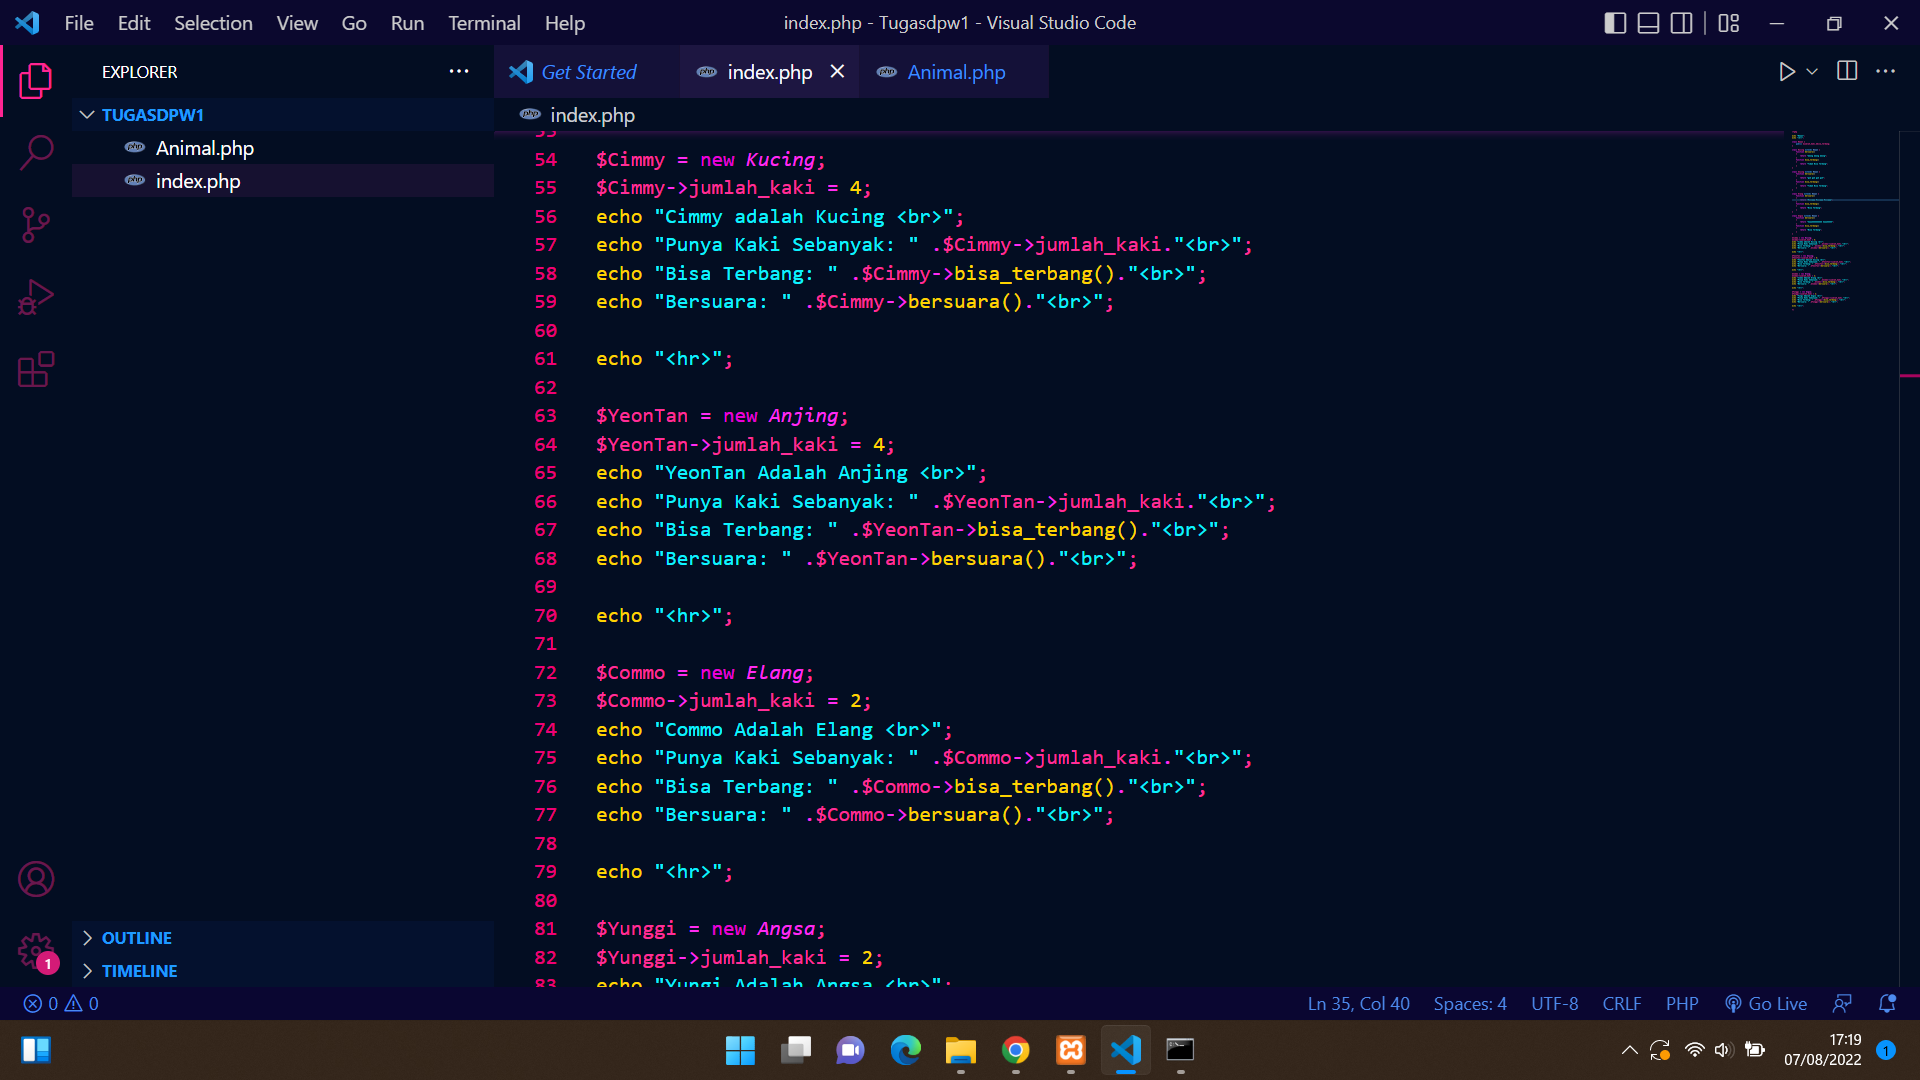 File Edit Selection View Go Run Terminal Help
index.php - Tugasdpw1 - Visual Studio Code
EXPLORER
Get Started
index.php
Animal.php
TUGASDPW1
Animal.php
index.php
index.php
53
54 $Cimmy = new Kucing;
55 $Cimmy->jumlah_kaki = 4;
56 echo "Cimmy adalah Kucing <br>";
57 echo "Punya Kaki Sebanyak: " .$Cimmy->jumlah_kaki."<br>";
58 echo "Bisa Terbang: " .$Cimmy->bisa_terbang()."<br>";
59 echo "Bersuara: " .$Cimmy->bersuara()."<br>";
60
61 echo "<hr>";
62
63 $YeonTan = new Anjing;
64 $YeonTan->jumlah_kaki = 4;
65 echo "YeonTan Adalah Anjing <br>";
66 echo "Punya Kaki Sebanyak: " .$YeonTan->jumlah_kaki."<br>";
67 echo "Bisa Terbang: " .$YeonTan->bisa_terbang()."<br>";
68 echo "Bersuara: " .$YeonTan->bersuara()."<br>";
69
70 echo "<hr>";
71
72 $Commo = new Elang;
73 $Commo->jumlah_kaki = 2;
74 echo "Commo Adalah Elang <br>";
75 echo "Punya Kaki Sebanyak: " .$Commo->jumlah_kaki."<br>";
76 echo "Bisa Terbang: " .$Commo->bisa_terbang()."<br>";
77 echo "Bersuara: " .$Commo->bersuara()."<br>";
78
79 echo "<hr>";
80
81 $Yunggi = new Angsa;
82 $Yunggi->jumlah_kaki = 2;
83 echo "Yungi Adalah Angsa <br>";
OUTLINE
TIMELINE
1
0 0
Ln 35, Col 40 Spaces: 4 UTF-8 CRLF PHP Go Live
17:19
07/08/2022
1